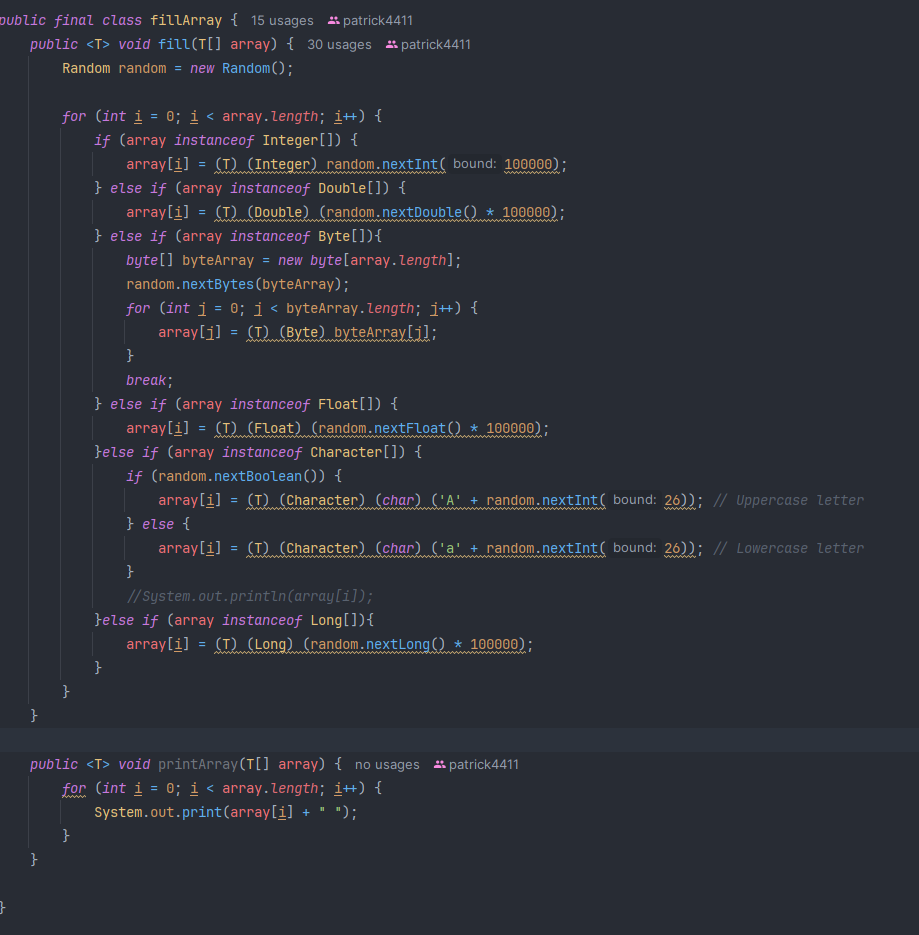 public final class fillArray {  15 usages  patrick4411
    public <T> void fill(T[] array) {  30 usages  patrick4411
        Random random = new Random();
        for (int i = 0; i < array.length; i++) {
            if (array instanceof Integer[]) {
                array[i] = (T) (Integer) random.nextInt( bound: 100000);
            } else if (array instanceof Double[]) {
                array[i] = (T) (Double) (random.nextDouble() * 100000);
            } else if (array instanceof Byte[]){
                byte[] byteArray = new byte[array.length];
                random.nextBytes(byteArray);
                for (int j = 0; j < byteArray.length; j++) {
                    array[j] = (T) (Byte) byteArray[j];
                }
                break;
            } else if (array instanceof Float[]) {
                array[i] = (T) (Float) (random.nextFloat() * 100000);
            }else if (array instanceof Character[]) {
                if (random.nextBoolean()) {
                    array[i] = (T) (Character) (char) ('A' + random.nextInt( bound: 26)); // Uppercase letter
                } else {
                    array[i] = (T) (Character) (char) ('a' + random.nextInt( bound: 26)); // Lowercase letter
                }
                //System.out.println(array[i]);
            }else if (array instanceof Long[]){
                array[i] = (T) (Long) (random.nextLong() * 100000);
            }
        }
    }
    public <T> void printArray(T[] array) {  no usages  patrick4411
        for (int i = 0; i < array.length; i++) {
            System.out.print(array[i] + " ");
        }
    }
}